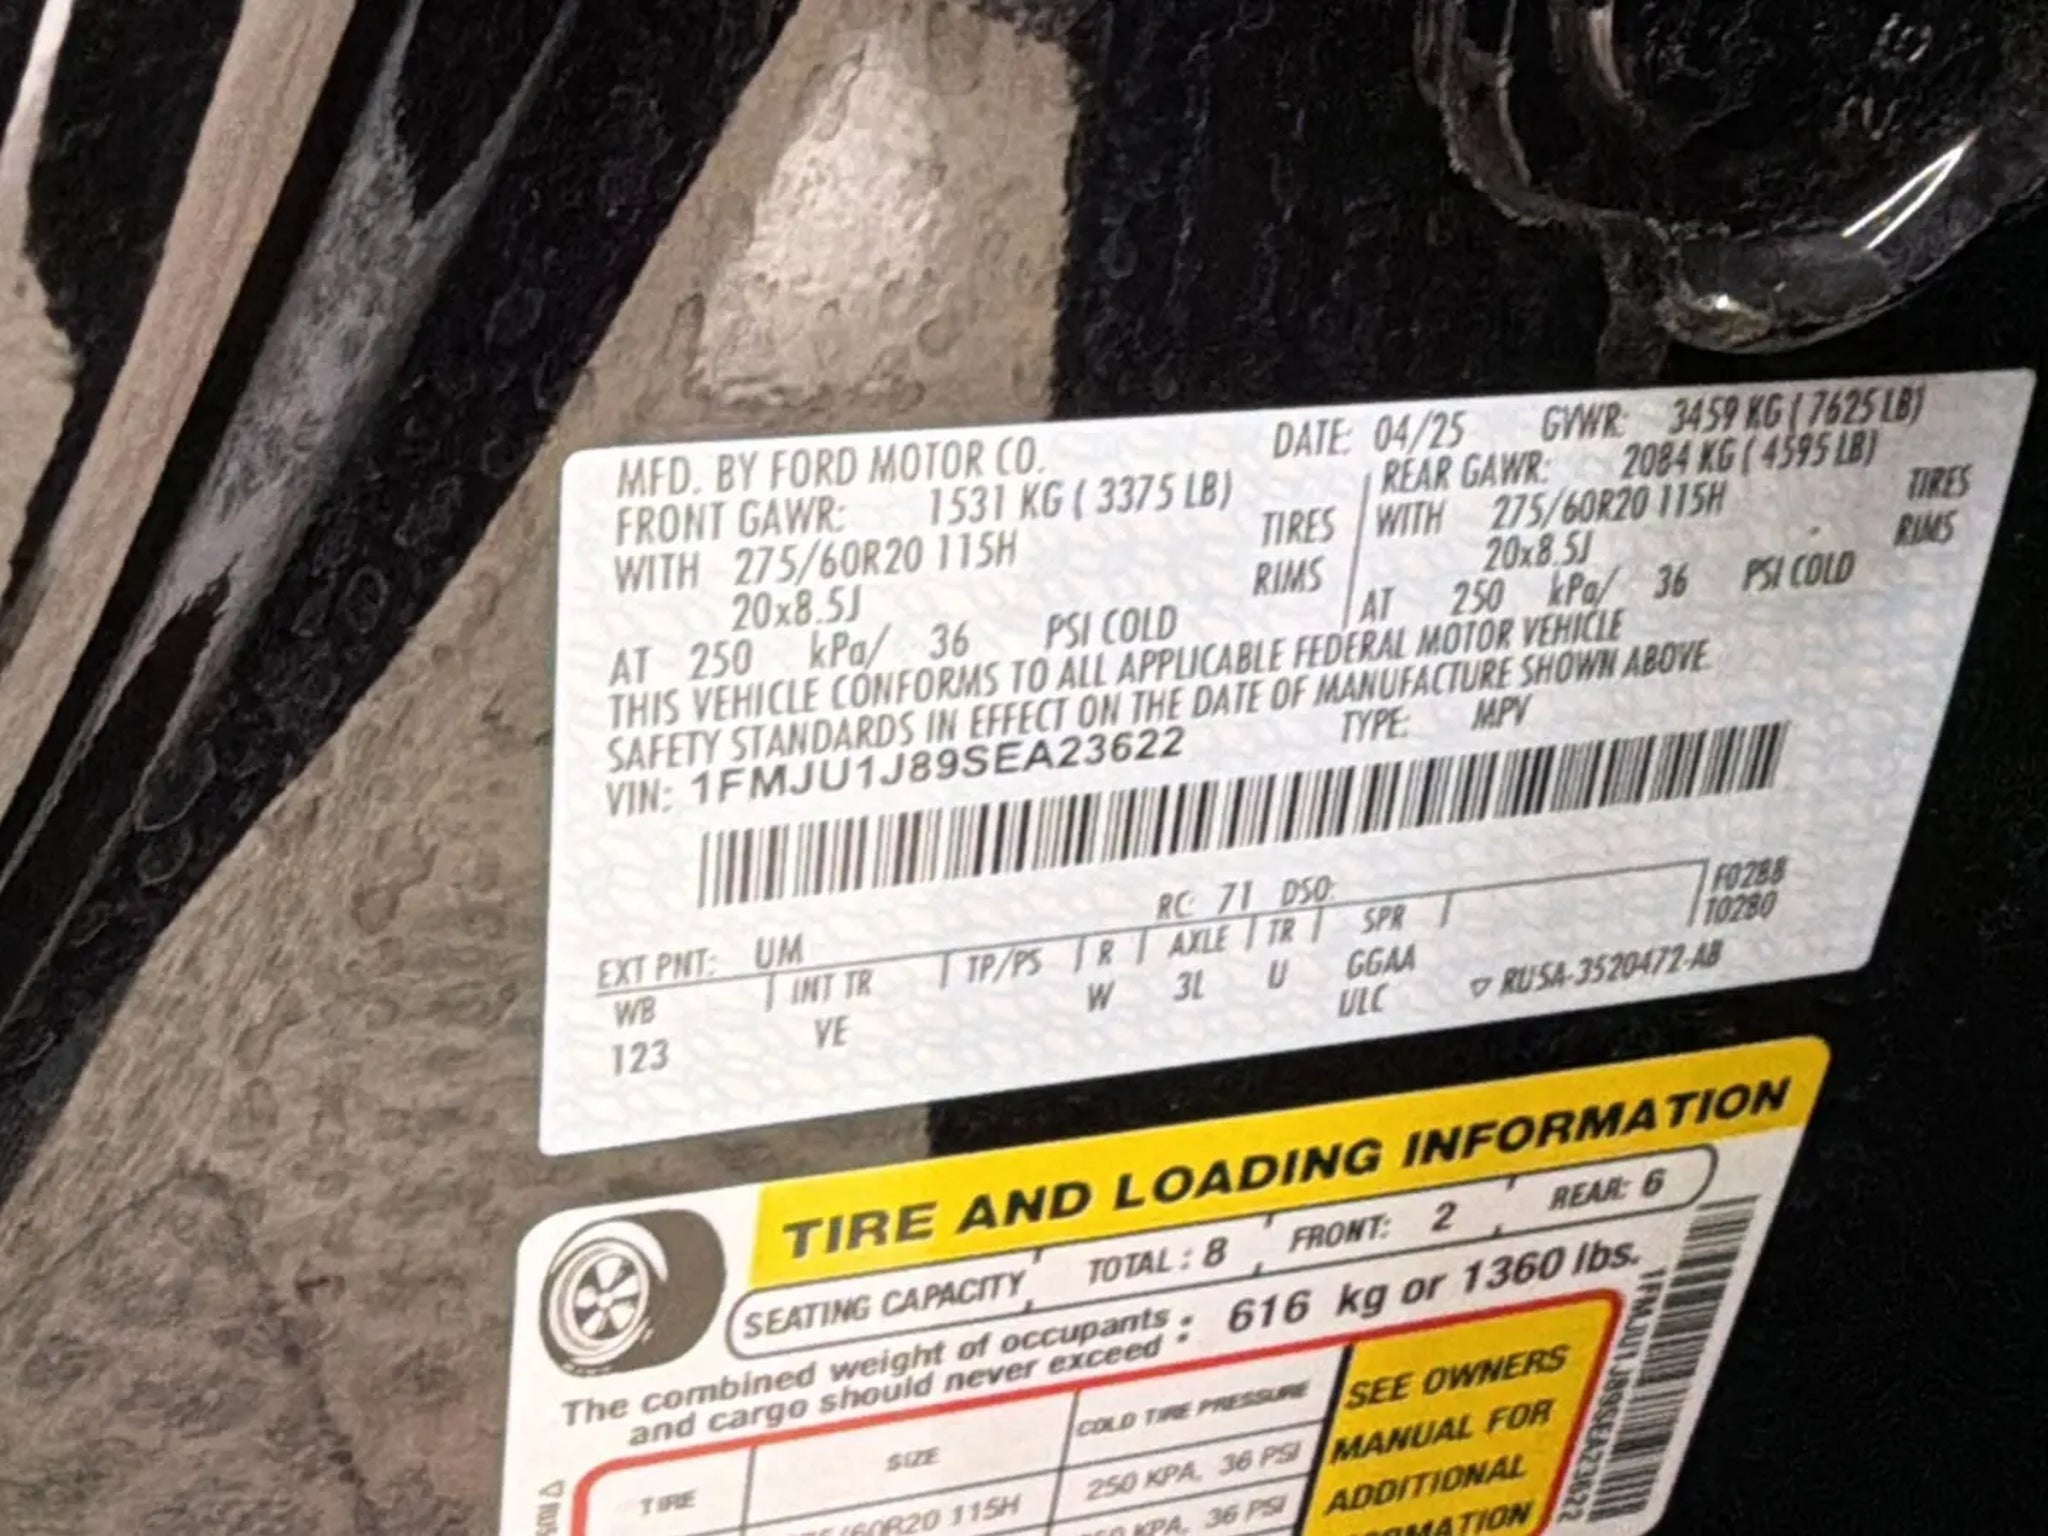 MFD. BY FORD MOTOR CO. DATE: 04/25 GVWR: 3459 KG ( 7625 LB)
FRONT GAWR: 1531 KG ( 3375 LB) REAR GAWR: 2084 KG ( 4595 LB)
WITH 275/60R20 115H TIRES WITH 275/60R20 115H TIRES
20x8.5J RIMS 20x8.5J RIMS
AT 250 kPa/ 36 PSI COLD AT 250 kPa/ 36 PSI COLD
THIS VEHICLE CONFORMS TO ALL APPLICABLE FEDERAL MOTOR VEHICLE
SAFETY STANDARDS IN EFFECT ON THE DATE OF MANUFACTURE SHOWN ABOVE.
VIN: 1FMJU1J89SEA23622 TYPE: MPV
F0288
T0280
EXT PNT: UM RC: 71 DSO:
WB INT TR TP/PS R AXLE TR SPR
123 VE W 3L U GGAA
ULC
▽ RUSA-3520472-AB
TIRE AND LOADING INFORMATION
SEATING CAPACITY TOTAL : 8 FRONT: 2 REAR: 6
The combined weight of occupants
and cargo should never exceed : 616 kg or 1360 lbs.
TIRE SIZE COLD TIRE PRESSURE
/60R20 115H 250 KPA, 36 PSI
KPA, 36 PSI
SEE OWNERS
MANUAL FOR
ADDITIONAL
1FMJU1J89SEA23622